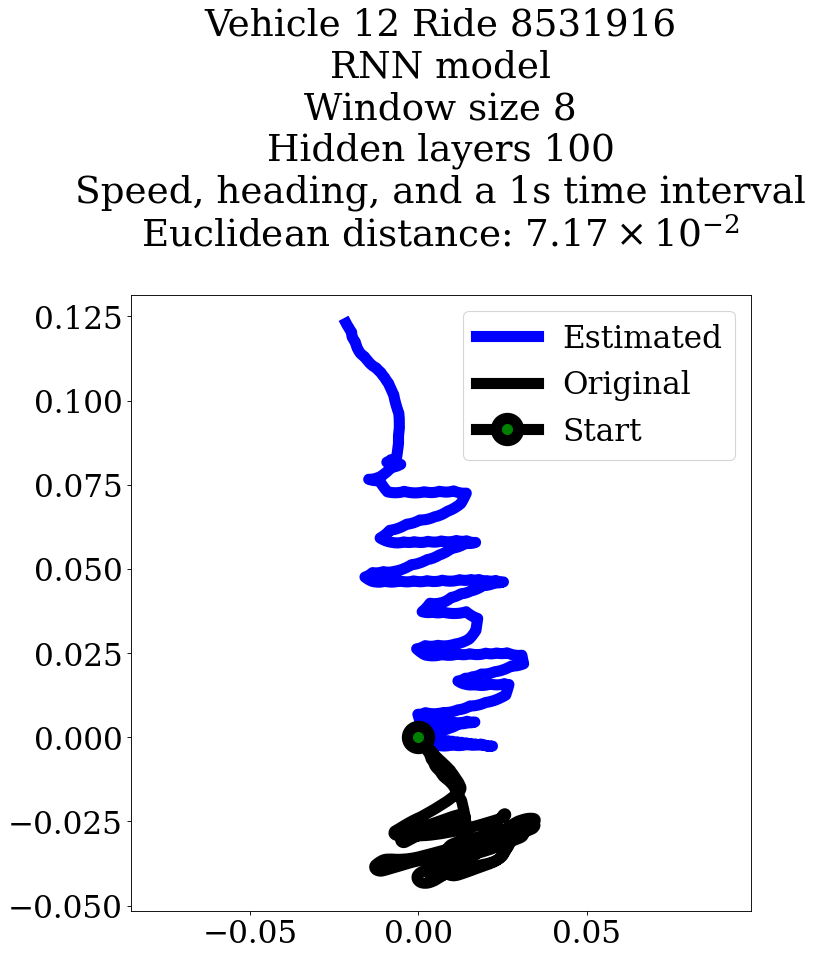 Vehicle 12 Ride 8531916
RNN model
Window size 8
Hidden layers 100
Speed, heading, and a 1s time interval
Euclidean distance: 7.17 × 10⁻²
0.125
0.100
0.075
0.050
0.025
0.000
−0.025
−0.050
Estimated
Original
Start
−0.05 0.00 0.05